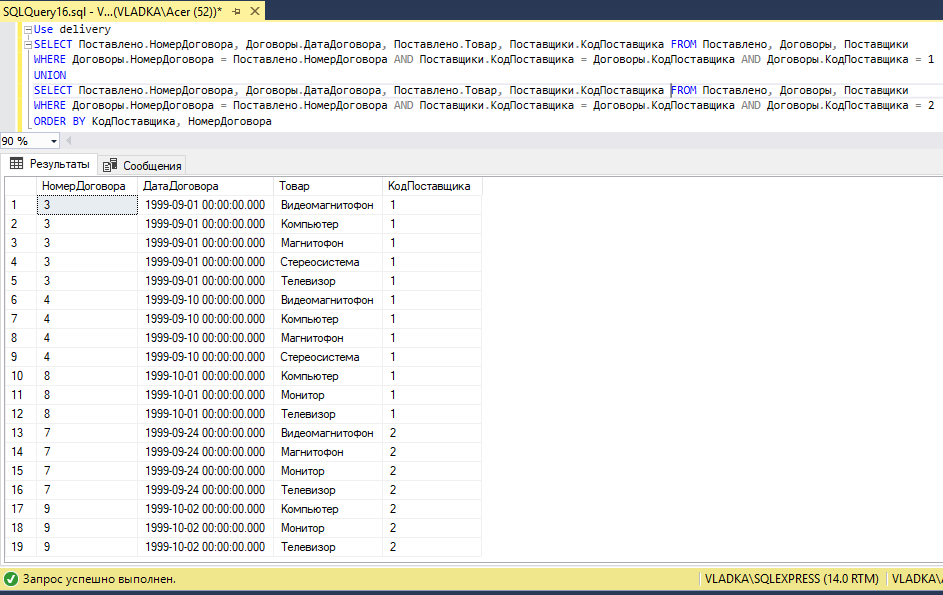 SQLQuery16.sql - V...(VLADKA\Acer (52))*
Use delivery
SELECT Поставлено.НомерДоговора, Договоры.ДатаДоговора, Поставлено.Товар, Поставщики.КодПоставщика FROM Поставлено, Договоры, Поставщики
WHERE Договоры.НомерДоговора = Поставлено.НомерДоговора AND Поставщики.КодПоставщика = Договоры.КодПоставщика AND Договоры.КодПоставщика = 1
UNION
SELECT Поставлено.НомерДоговора, Договоры.ДатаДоговора, Поставлено.Товар, Поставщики.КодПоставщика FROM Поставлено, Договоры, Поставщики
WHERE Договоры.НомерДоговора = Поставлено.НомерДоговора AND Поставщики.КодПоставщика = Договоры.КодПоставщика AND Договоры.КодПоставщика = 2
ORDER BY КодПоставщика, НомерДоговора
90 %
Результаты Сообщения
НомерДоговора ДатаДоговора Товар КодПоставщика
1 3 1999-09-01 00:00:00.000 Видеомагнитофон 1
2 3 1999-09-01 00:00:00.000 Компьютер 1
3 3 1999-09-01 00:00:00.000 Магнитофон 1
4 3 1999-09-01 00:00:00.000 Стереосистема 1
5 3 1999-09-01 00:00:00.000 Телевизор 1
6 4 1999-09-10 00:00:00.000 Видеомагнитофон 1
7 4 1999-09-10 00:00:00.000 Компьютер 1
8 4 1999-09-10 00:00:00.000 Магнитофон 1
9 4 1999-09-10 00:00:00.000 Стереосистема 1
10 8 1999-10-01 00:00:00.000 Компьютер 1
11 8 1999-10-01 00:00:00.000 Монитор 1
12 8 1999-10-01 00:00:00.000 Телевизор 1
13 7 1999-09-24 00:00:00.000 Видеомагнитофон 2
14 7 1999-09-24 00:00:00.000 Магнитофон 2
15 7 1999-09-24 00:00:00.000 Монитор 2
16 7 1999-09-24 00:00:00.000 Телевизор 2
17 9 1999-10-02 00:00:00.000 Компьютер 2
18 9 1999-10-02 00:00:00.000 Монитор 2
19 9 1999-10-02 00:00:00.000 Телевизор 2
Запрос успешно выполнен. VLADKA\SQLEXPRESS (14.0 RTM) VLADKA\